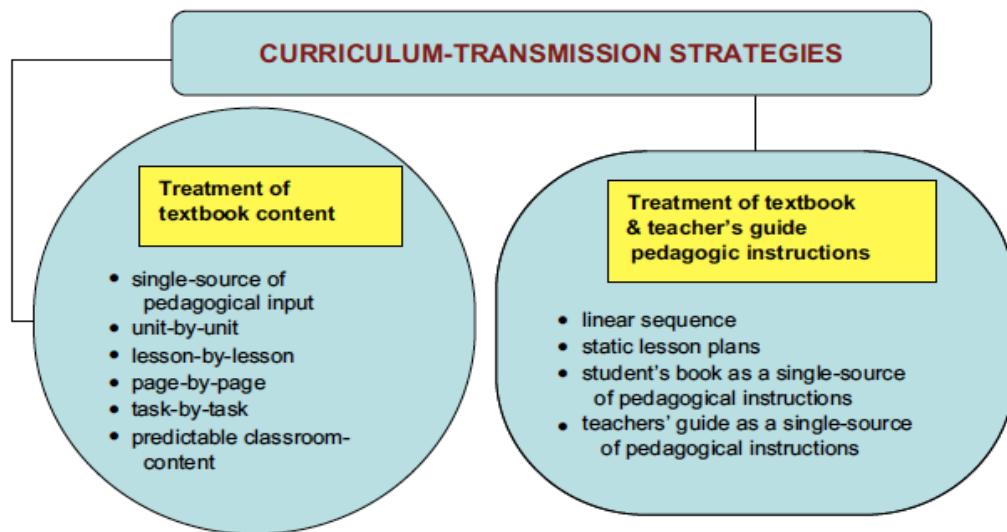 CURRICULUM-TRANSMISSION STRATEGIES
Treatment of
textbook content
• single-source of
pedagogical input
• unit-by-unit
• lesson-by-lesson
• page-by-page
• task-by-task
• predictable classroom-
content
Treatment of textbook
& teacher's guide
pedagogic instructions
• linear sequence
• static lesson plans
• student's book as a single-source
of pedagogical instructions
• teachers' guide as a single-source
of pedagogical instructions